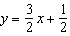 y = 3/2 x + 1/2